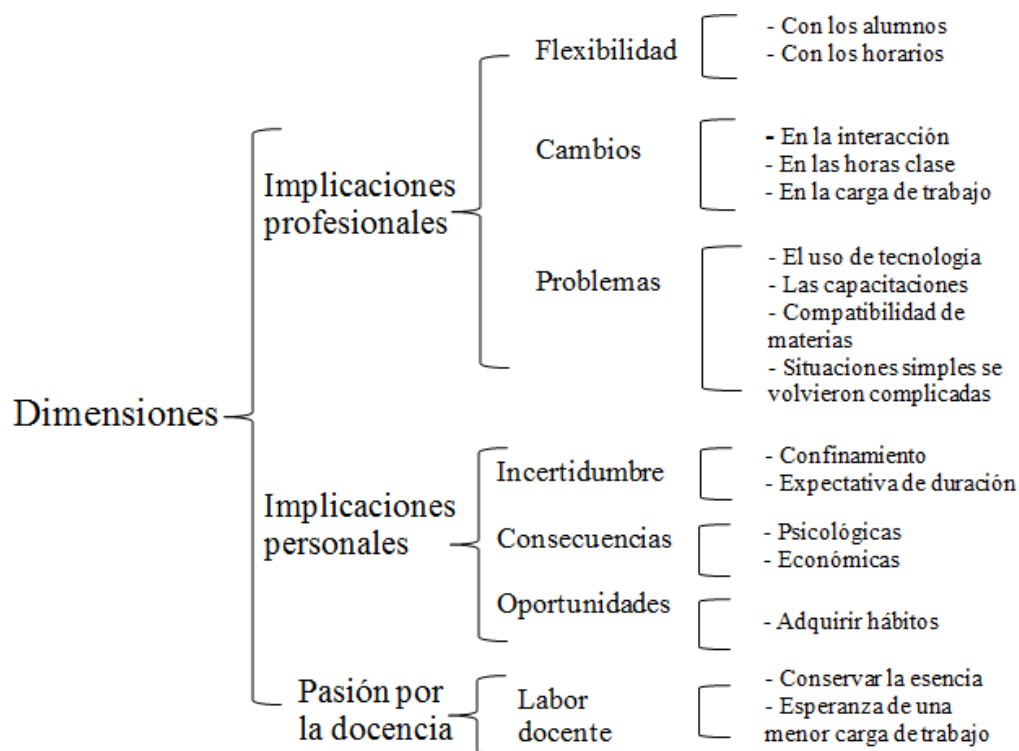 Dimensiones
Implicaciones
profesionales
Flexibilidad
- Con los alumnos
- Con los horarios
Cambios
- En la interacción
- En las horas clase
- En la carga de trabajo
Problemas
- El uso de tecnología
- Las capacitaciones
- Compatibilidad de
materias
- Situaciones simples se
volvieron complicadas
Implicaciones
personales
Incertidumbre
- Confinamiento
- Expectativa de duración
Consecuencias
- Psicológicas
- Económicas
Oportunidades
- Adquirir hábitos
Pasión por
la docencia
Labor
docente
- Conservar la esencia
- Esperanza de una
menor carga de trabajo